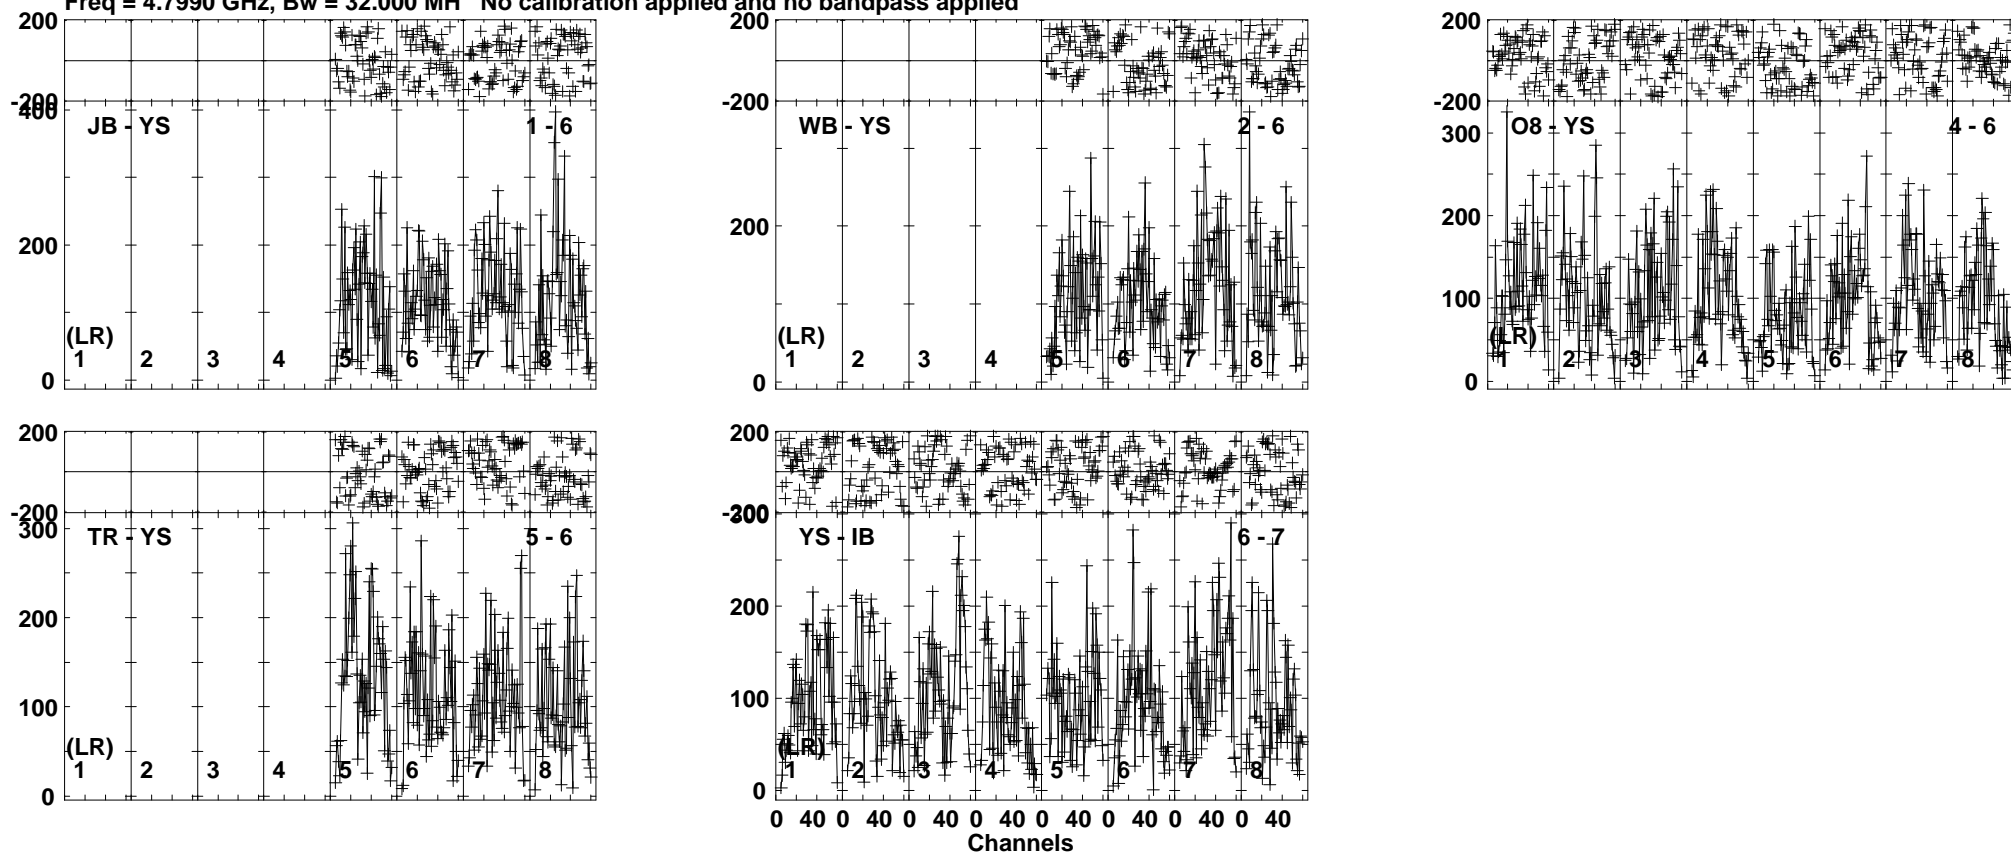 Freq = 4.7990 GHz, Bw = 32.000 MH No calibration applied and no bandpass applied
200
-200
400
JB - YS
1 - 6
200
(LR)
1 2 3 4 5 6 7 8
0
200
-200
WB - YS
2 - 6
200
(LR)
1 2 3 4 5 6 7 8
0
200
-200
300
O8 - YS
4 - 6
200
100
(LR)
1 2 3 4 5 6 7 8
0
200
-200
300
TR - YS
5 - 6
200
100
(LR)
1 2 3 4 5 6 7 8
0
200
-200
300
YS - IB
6 - 7
200
100
(LR)
1 2 3 4 5 6 7 8
0
0 40 0 40 0 40 0 40 0 40 0 40 0 40 0 40
Channels